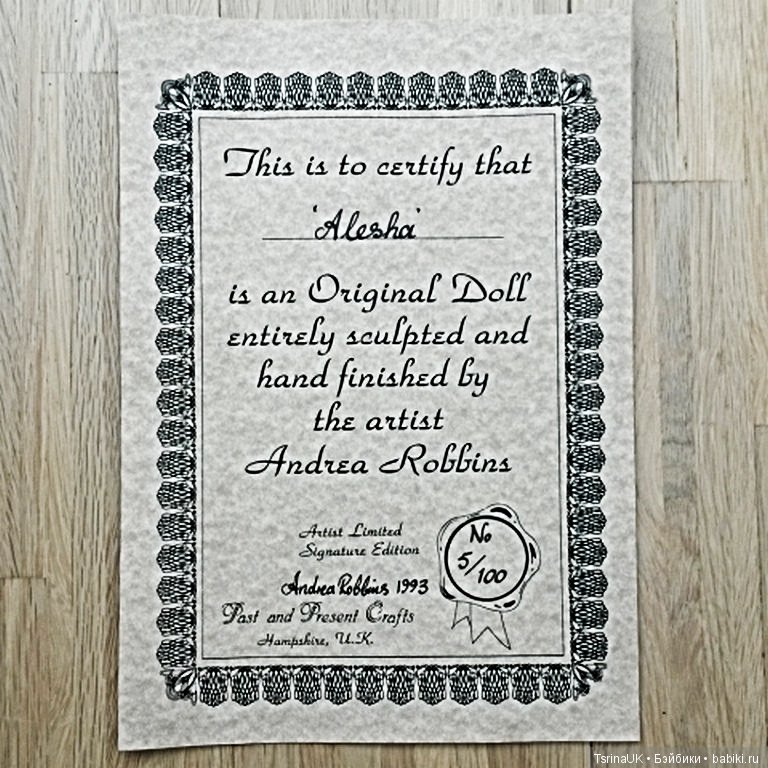 This is to certify that
'Alesha'
is an Original Doll
entirely sculpted and
hand finished by
the artist
Andrea Robbins
Artist Limited
Signature Edition
Andrea Robbins 1993
Past and Present Crafts
Hampshire, U.K.
No
5/100
TsrinaUK • Бэйбики • babiki.ru